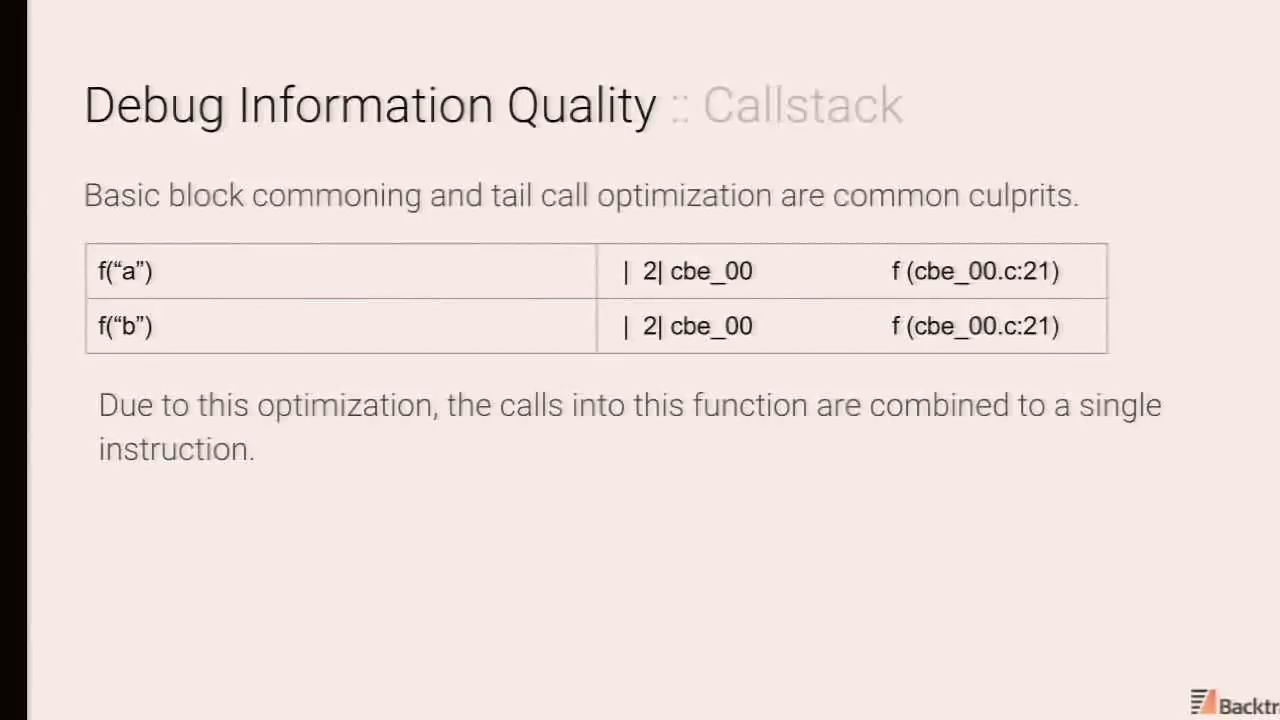 Debug Information Quality :: Callstack
Basic block commoning and tail call optimization are common culprits.
f(“a”) | 2| cbe_00 f (cbe_00.c:21)
f(“b”) | 2| cbe_00 f (cbe_00.c:21)
Due to this optimization, the calls into this function are combined to a single
instruction.
Backtr